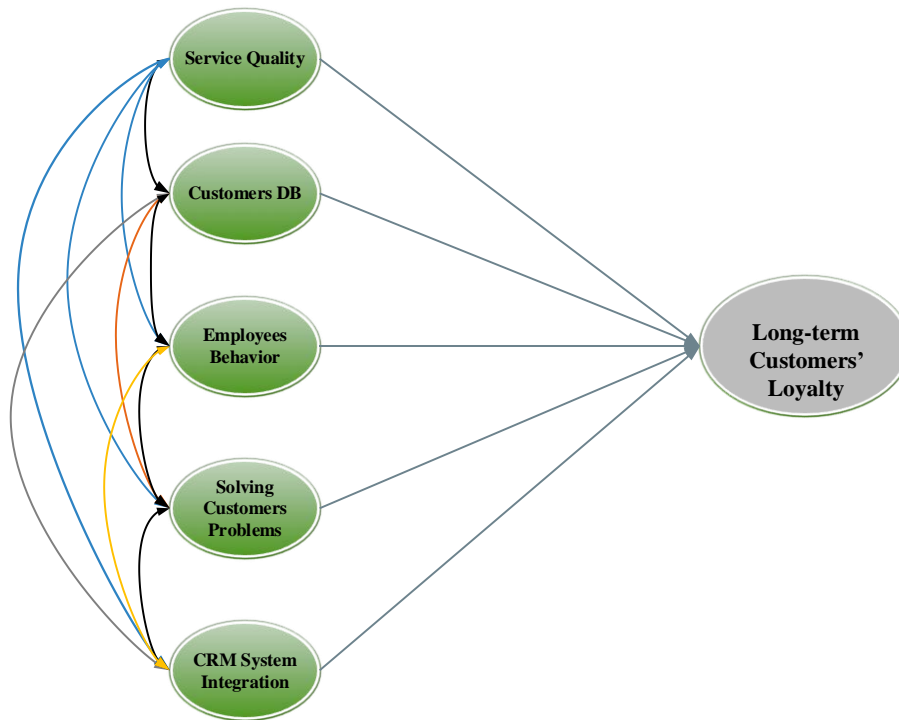 Service Quality
Customers DB
Employees
Behavior
Solving
Customers
Problems
CRM System
Integration
Long-term
Customers’
Loyalty